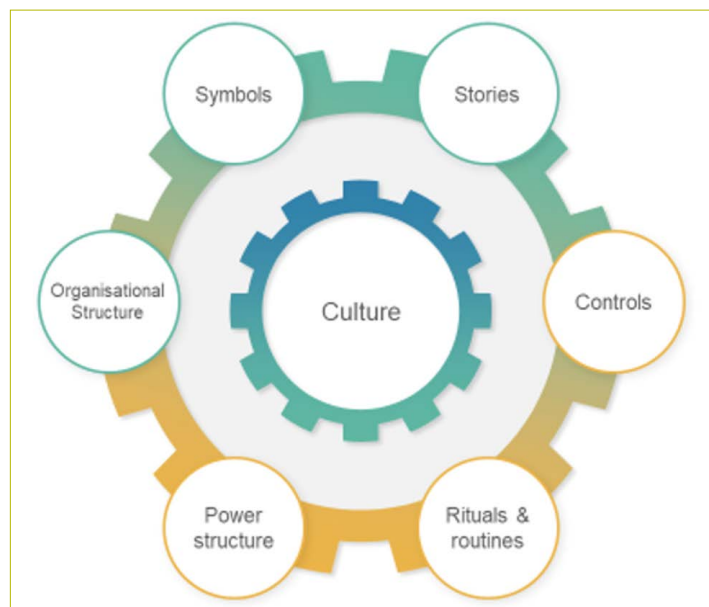 Symbols
Stories
Organisational
Structure
Culture
Controls
Power
structure
Rituals &
routines